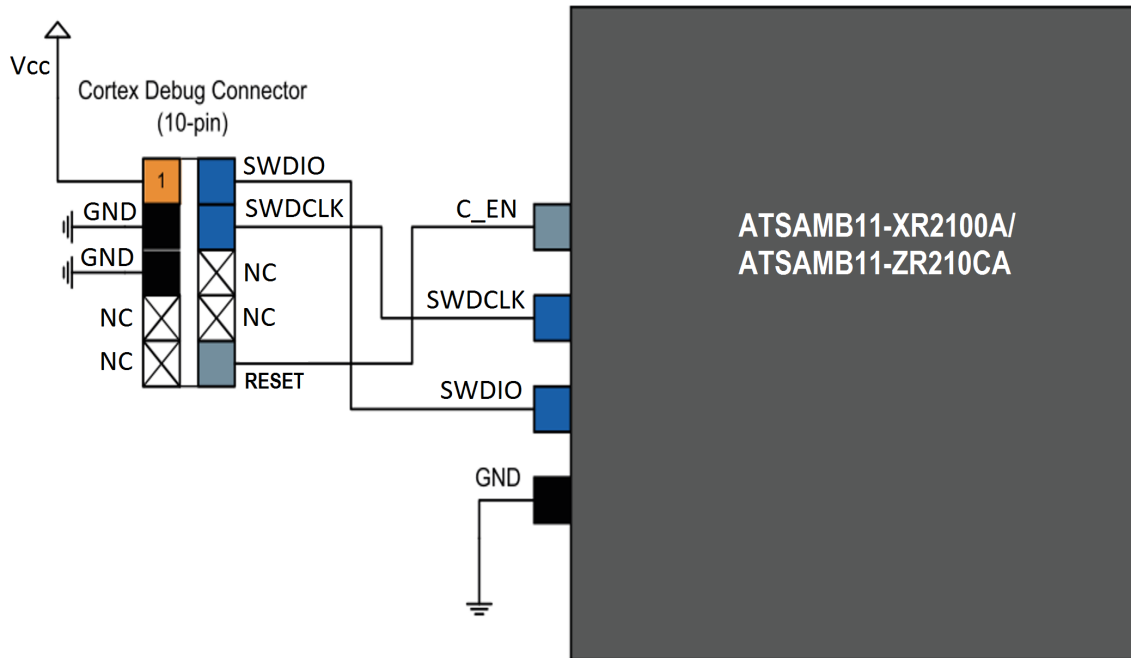 Vcc
Cortex Debug Connector
(10-pin)
1
SWDIO
GND
SWDCLK
GND
NC
NC
NC
NC
RESET
C_EN
SWDCLK
SWDIO
GND
ATSAMB11-XR2100A/
ATSAMB11-ZR210CA